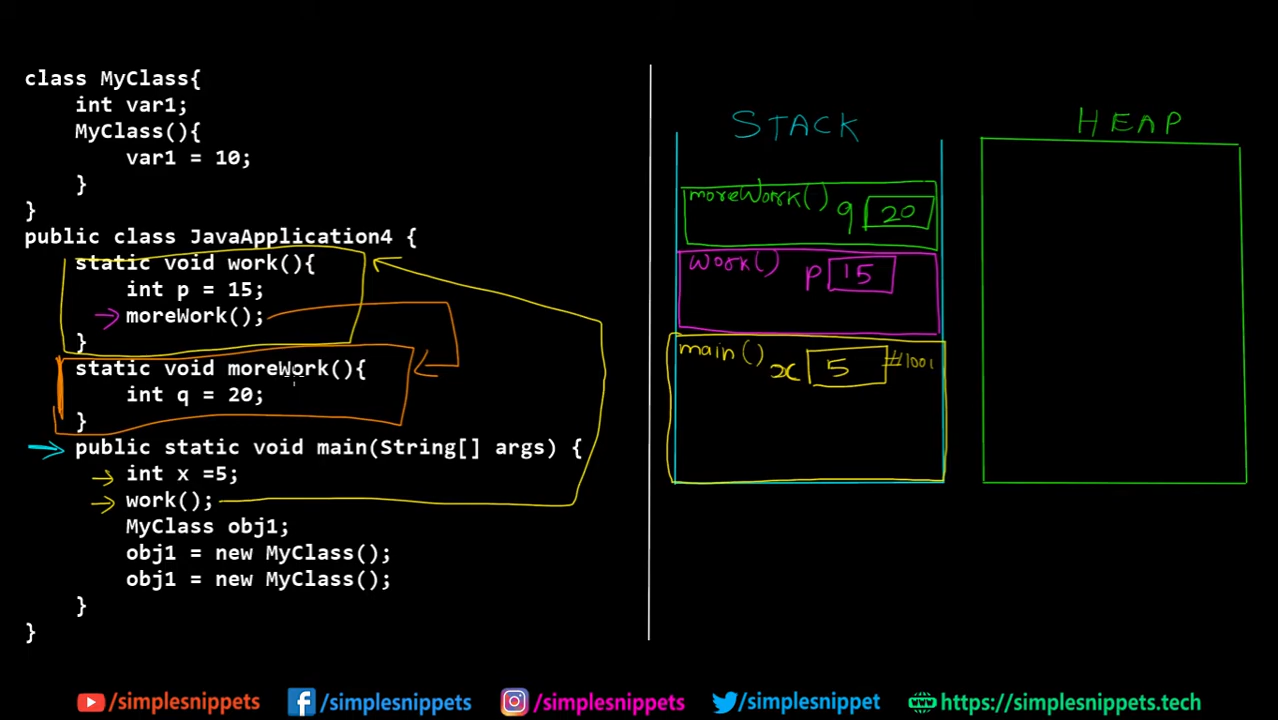 class MyClass{
int var1;
MyClass(){
var1 = 10;
}
}
public class JavaApplication4 {
static void work(){
int p = 15;
moreWork();
}
static void moreWork(){
int q = 20;
}
public static void main(String[] args) {
int x =5;
work();
MyClass obj1;
obj1 = new MyClass();
obj1 = new MyClass();
}
}
STACK
moreWork() q 20
work() p 15
main() x 5 #1001
HEAP
/simplesnippets /simplesnippets /simplesnippets /simplesnippets https://simplesnippets.tech